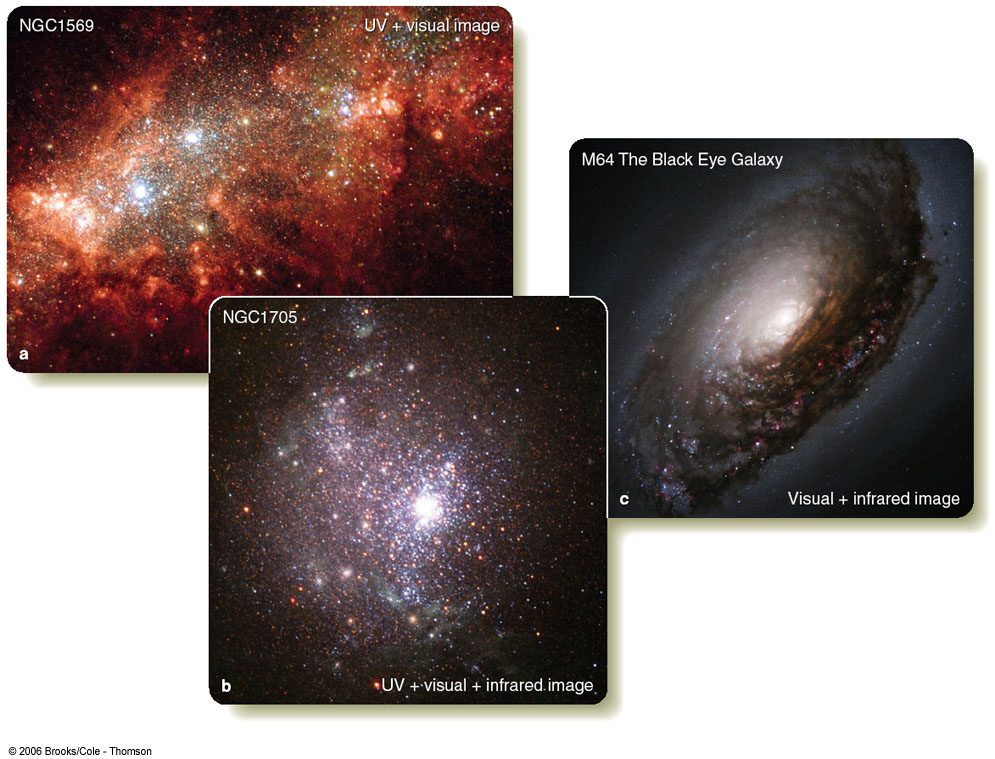 NGC1569
UV + visual image
a
NGC1705
b
UV + visual + infrared image
M64 The Black Eye Galaxy
c
Visual + infrared image
© 2006 Brooks/Cole - Thomson